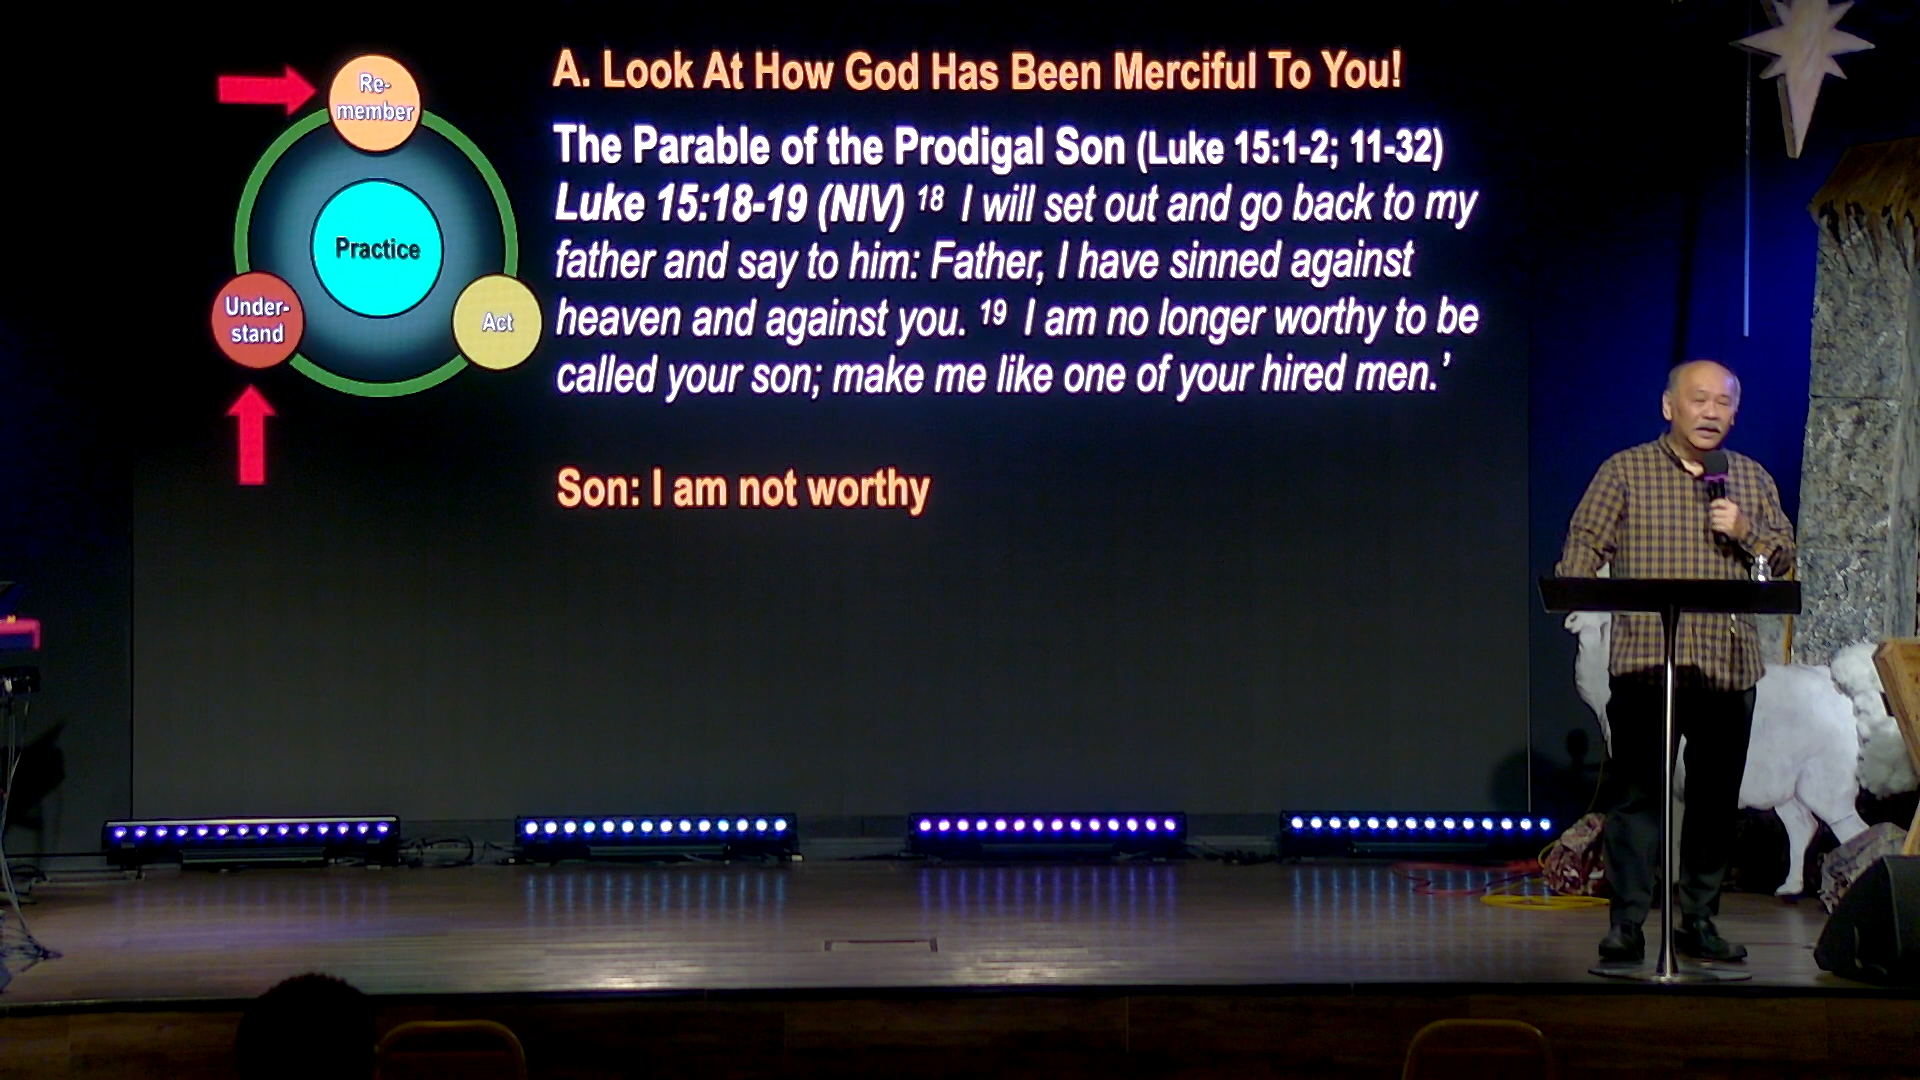 Re-
member
Practice
Under-
stand
Act
A. Look At How God Has Been Merciful To You!
The Parable of the Prodigal Son (Luke 15:1-2; 11-32)
Luke 15:18-19 (NIV) 18 I will set out and go back to my
father and say to him: Father, I have sinned against
heaven and against you. 19 I am no longer worthy to be
called your son; make me like one of your hired men.’
Son: I am not worthy